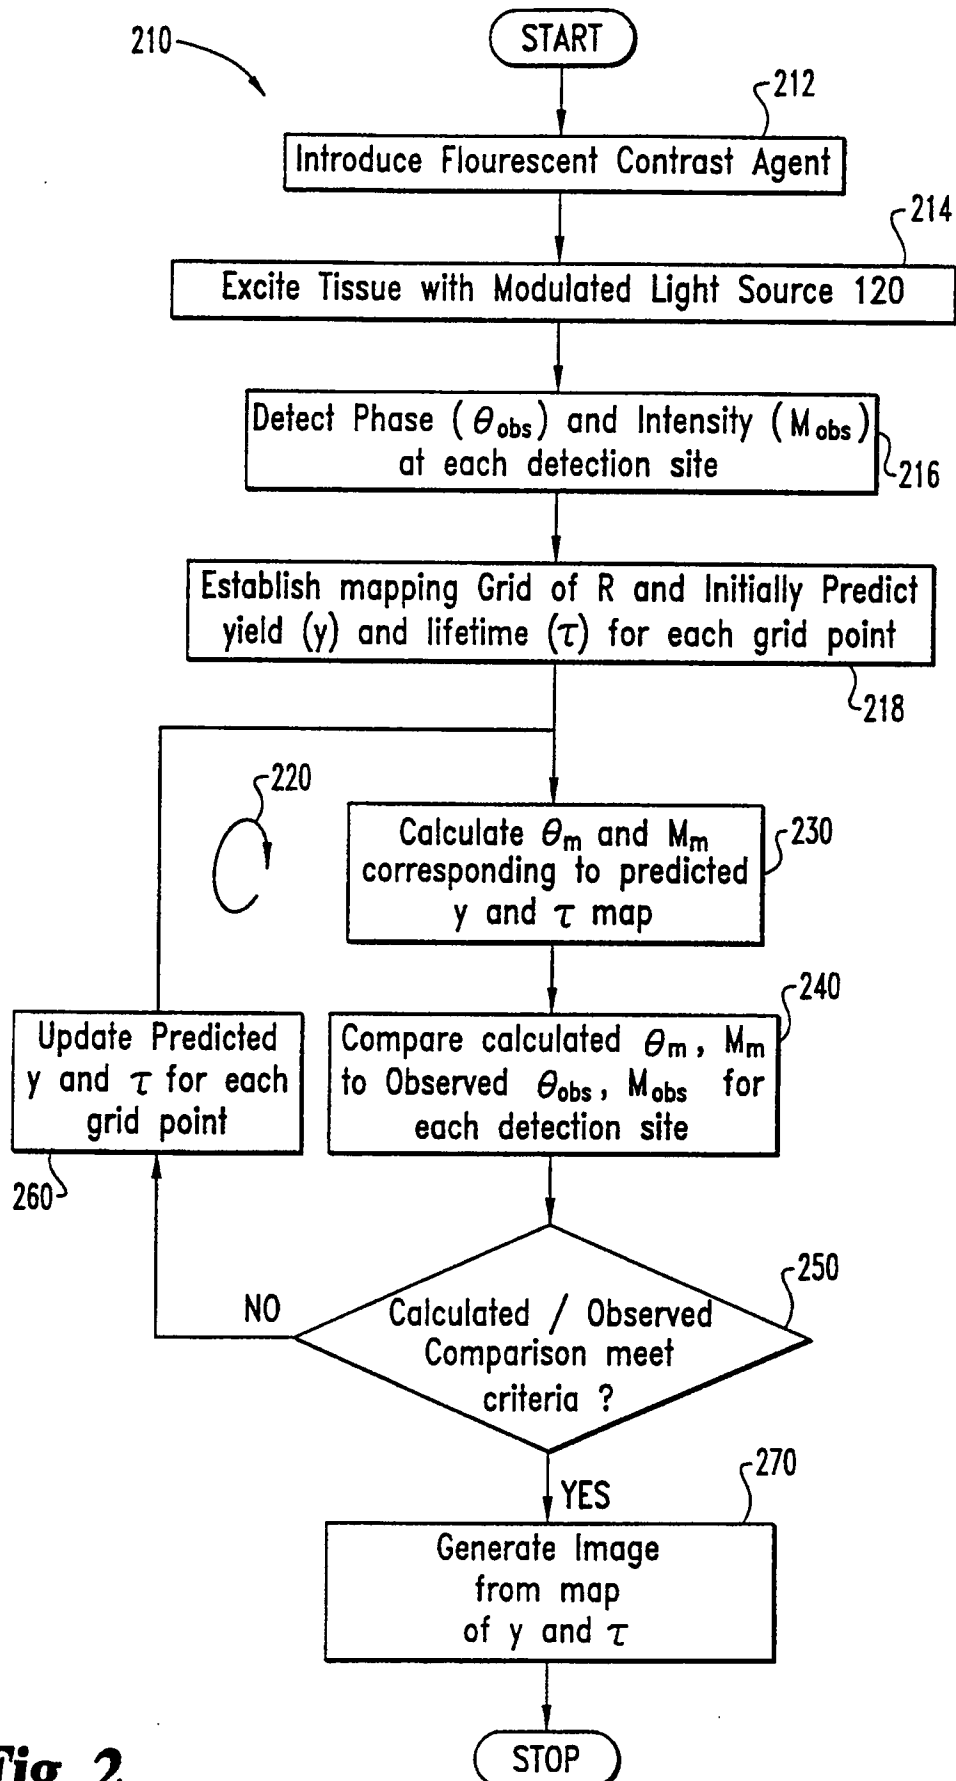 START
210
212
Introduce Flourescent Contrast Agent
214
Excite Tissue with Modulated Light Source 120
Detect Phase (θobs) and Intensity (Mobs)
at each detection site
216
Establish mapping Grid of R and Initially Predict
yield (y) and lifetime (τ) for each grid point
218
220
Calculate θm and Mm
corresponding to predicted
y and τ map
230
240
Update Predicted
y and τ for each
grid point
260
Compare calculated θm, Mm
to Observed θobs, Mobs for
each detection site
250
NO
Calculated / Observed
Comparison meet
criteria ?
YES
270
Generate Image
from map
of y and τ
STOP
Fig. 2